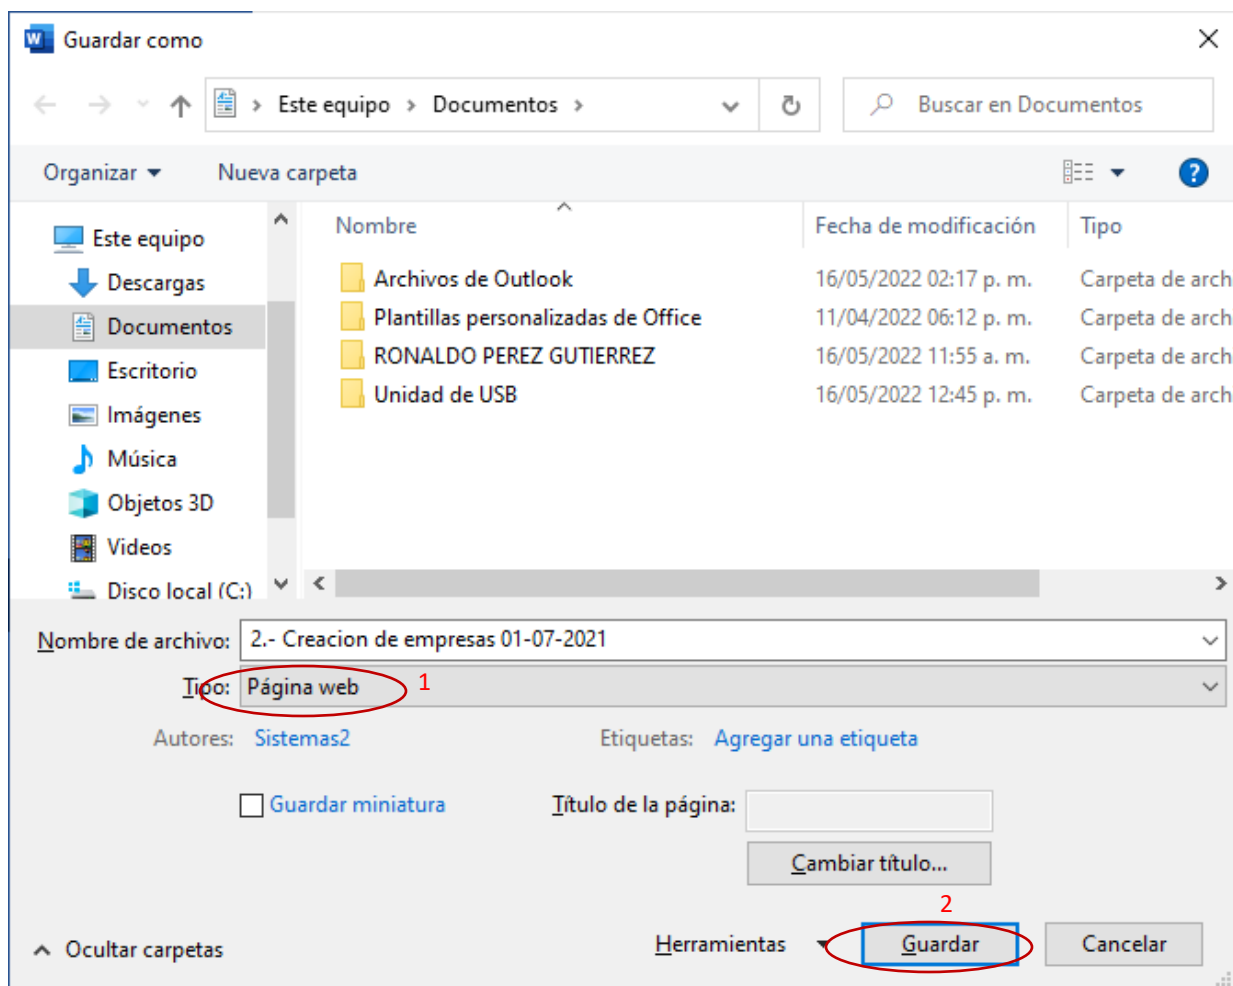 Guardar como
Este equipo > Documentos >
Buscar en Documentos
Organizar
Nueva carpeta
Nombre
Fecha de modificación
Tipo
Este equipo
Descargas
Documentos
Escritorio
Imágenes
Música
Objetos 3D
Videos
Disco local (C:)
Archivos de Outlook 16/05/2022 02:17 p. m. Carpeta de arch
Plantillas personalizadas de Office 11/04/2022 06:12 p. m. Carpeta de arch
RONALDO PEREZ GUTIERREZ 16/05/2022 11:55 a. m. Carpeta de arch
Unidad de USB 16/05/2022 12:45 p. m. Carpeta de arch
Nombre de archivo: 2.- Creacion de empresas 01-07-2021
Tipo: Página web 1
Autores: Sistemas2 Etiquetas: Agregar una etiqueta
Guardar miniatura Título de la página:
Cambiar título...
2
Ocultar carpetas Herramientas Guardar Cancelar